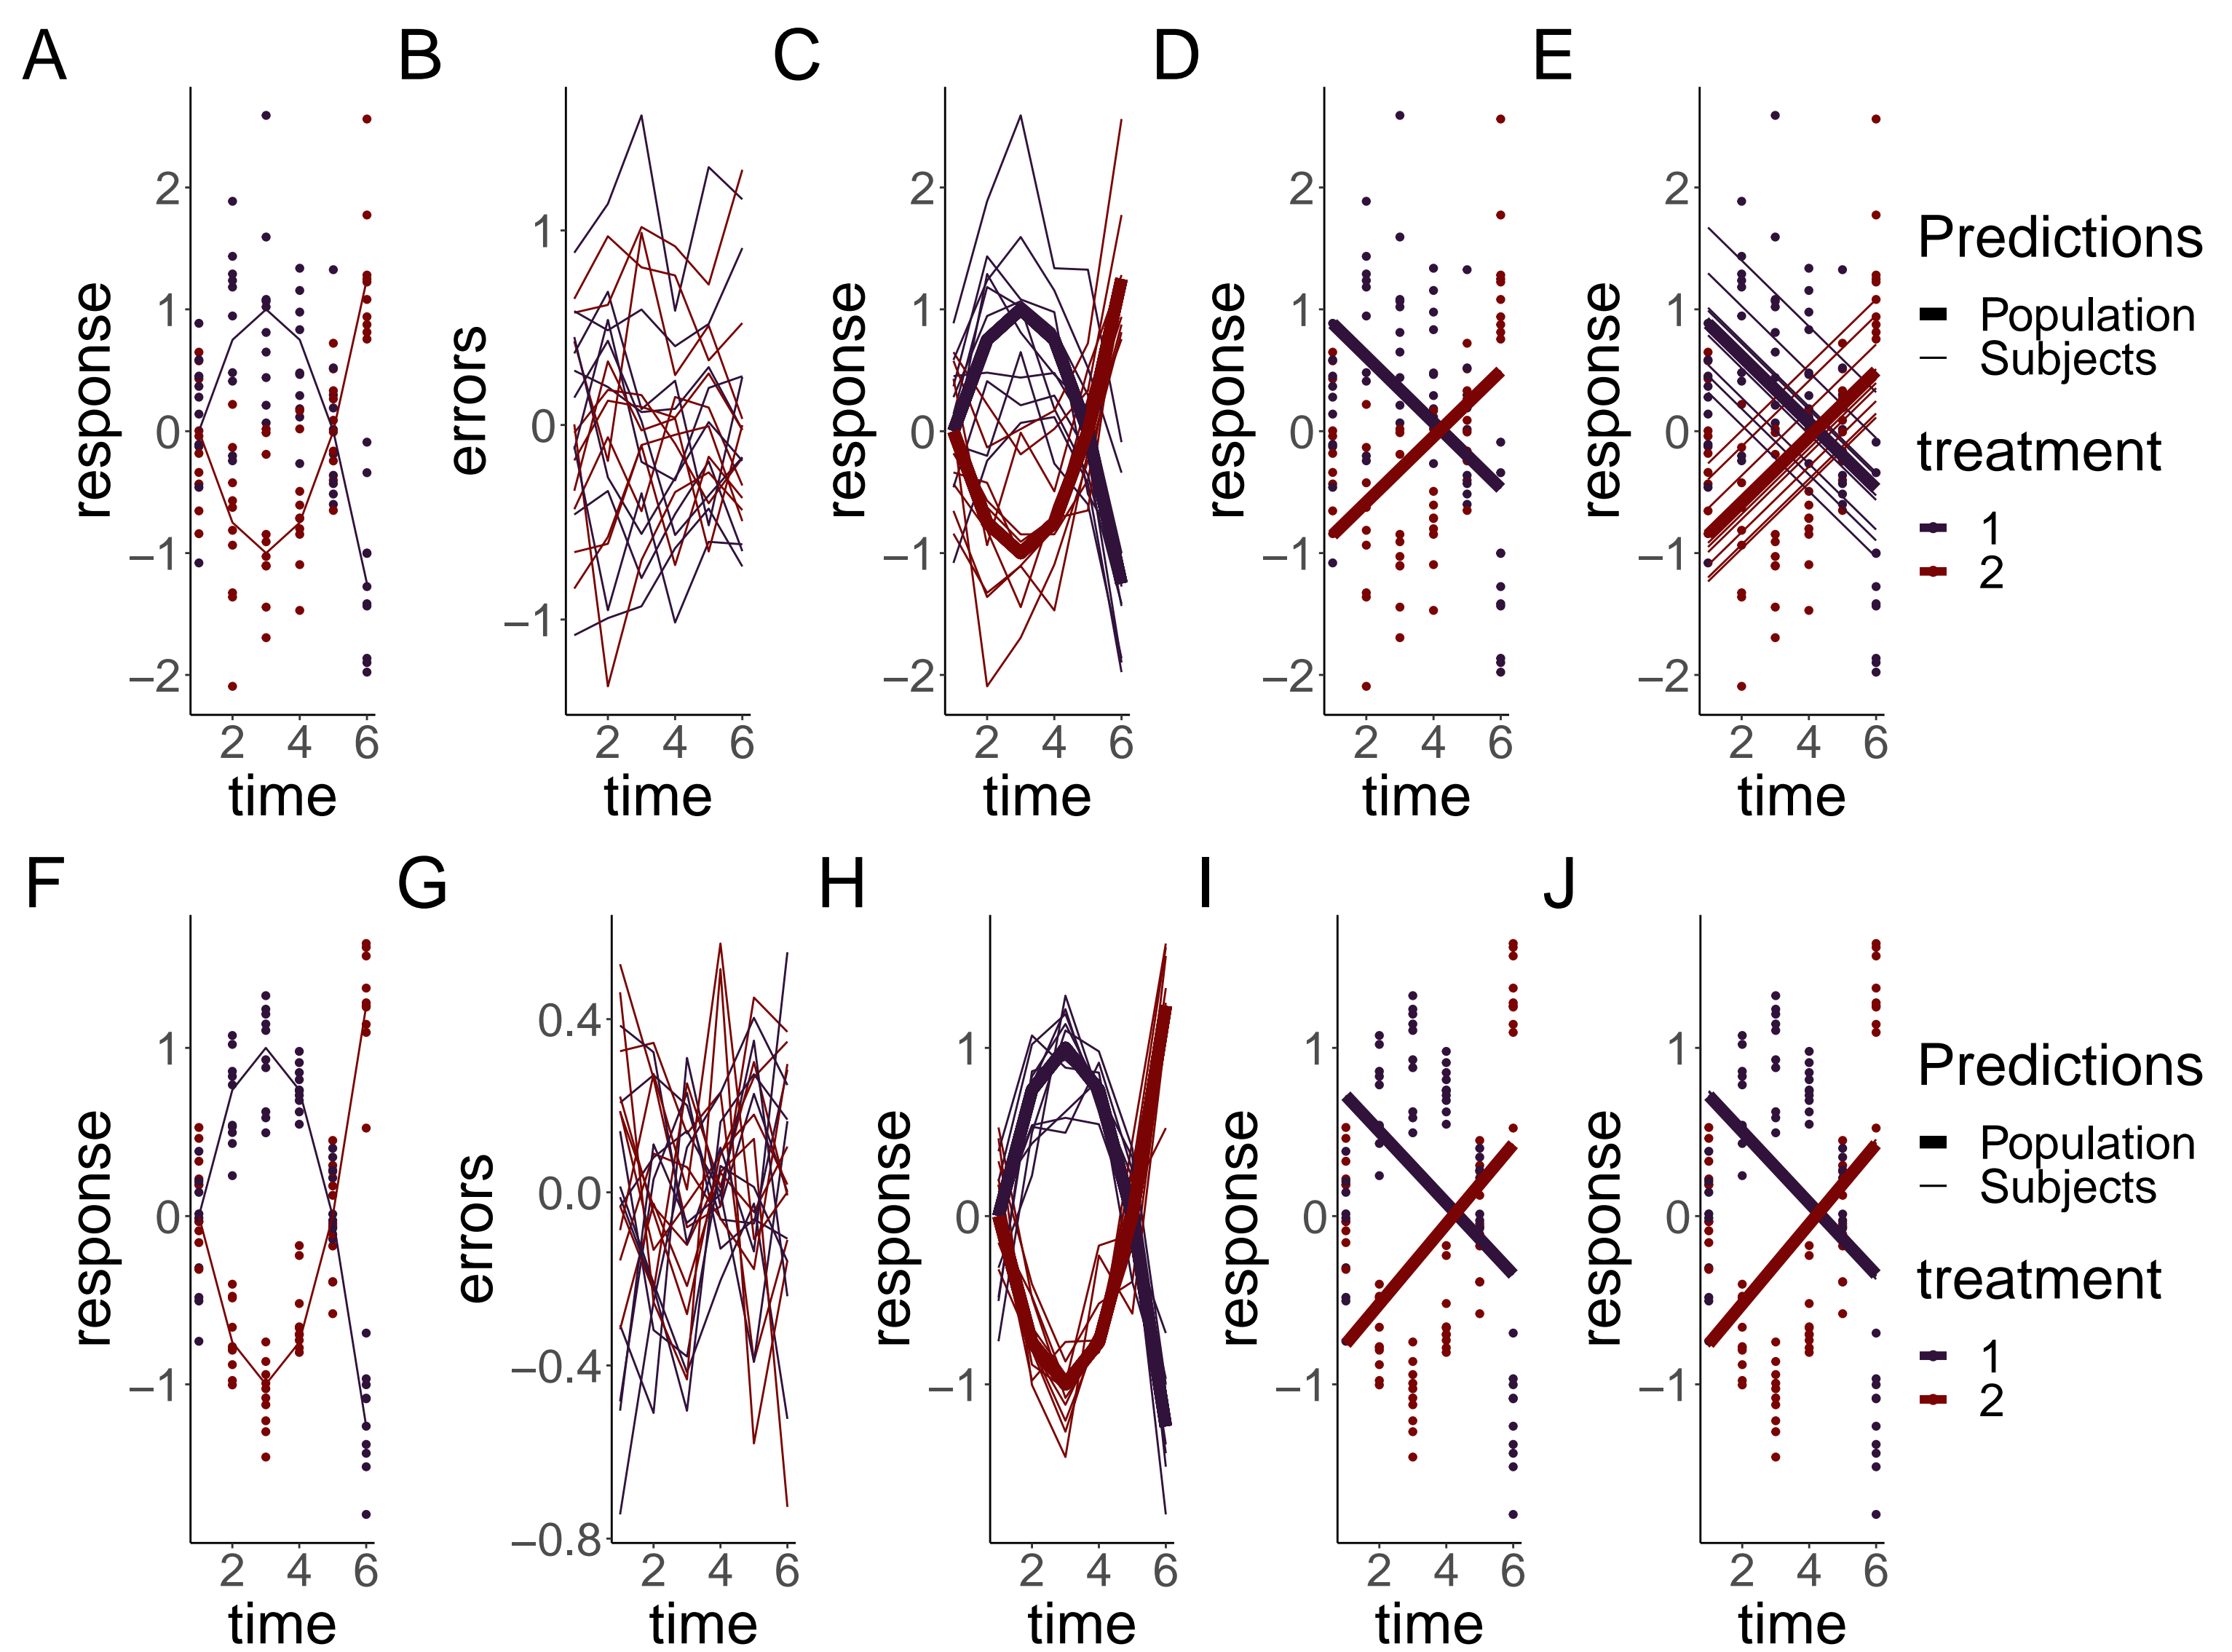 A B C D E
response
2
1
0
−1
−2
2 4 6
time
errors
1
0
−1
2 4 6
time
response
2
1
0
−1
−2
2 4 6
time
response
2
1
0
−1
−2
2 4 6
time
response
2
1
0
−1
−2
2 4 6
time
Predictions
Population
Subjects
treatment
1
2
F G H I J
response
1
0
−1
2 4 6
time
errors
0.4
0.0
−0.4
−0.8
2 4 6
time
response
1
0
−1
2 4 6
time
response
1
0
−1
2 4 6
time
response
1
0
−1
2 4 6
time
Predictions
Population
Subjects
treatment
1
2